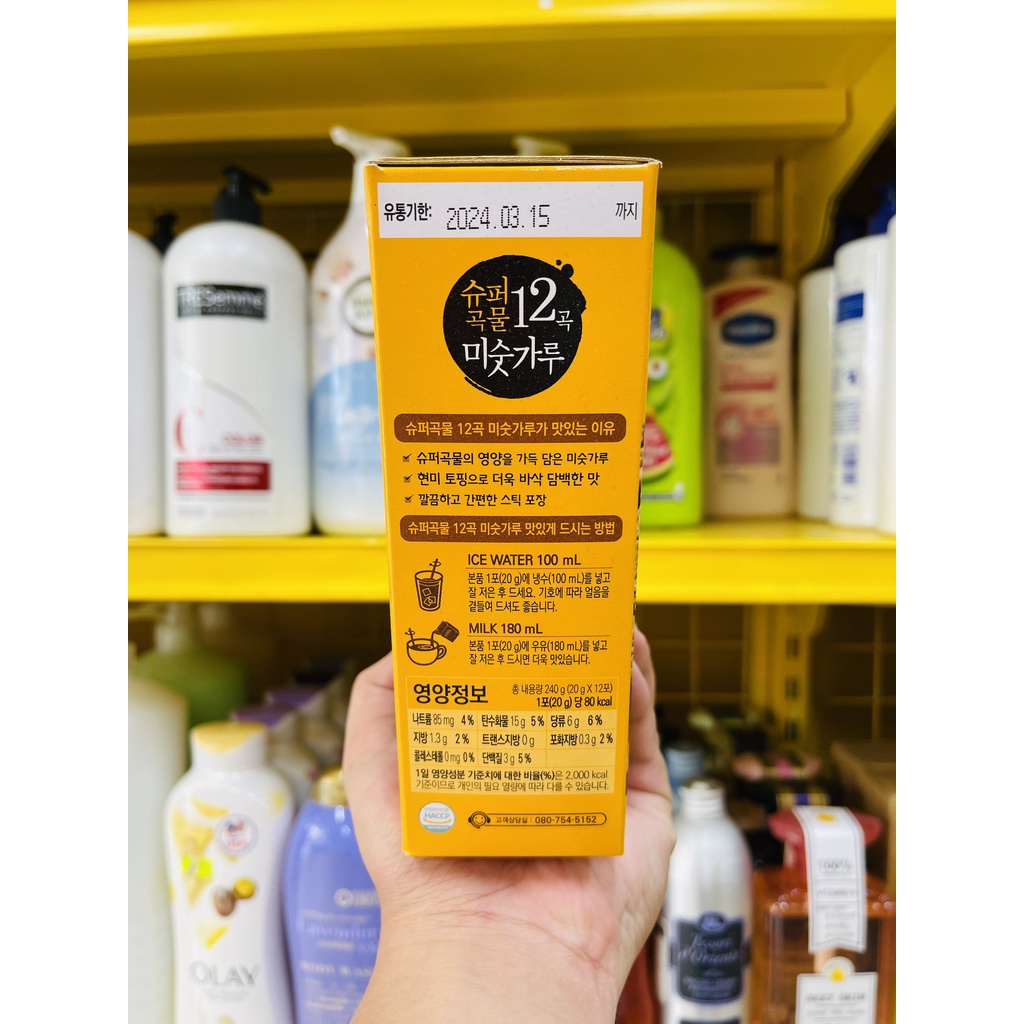 유통기한: 2024.03.15 까지
슈퍼
곡물 12곡
미숫가루
슈퍼곡물 12곡 미숫가루가 맛있는 이유
슈퍼곡물의 영양을 가득 담은 미숫가루
현미 토핑으로 더욱 바삭 담백한 맛
깔끔하고 간편한 스틱 포장
슈퍼곡물 12곡 미숫가루 맛있게 드시는 방법
ICE WATER 100 mL
본품 1포(20 g)에 냉수(100 mL)를 넣고
잘 저은 후 드세요. 기호에 따라 얼음을
곁들여 드셔도 좋습니다.
MILK 180 mL
본품 1포(20 g)에 우유(180 mL)를 넣고
잘 저은 후 드시면 더욱 맛있습니다.
영양정보 총 내용량 240 g (20 g X 12포)
1포(20 g) 당 80 kcal
나트륨 85 mg 4% 탄수화물 15 g 5% 당류 6 g 6%
지방 1.3 g 2% 트랜스지방 0 g 포화지방 0.3 g 2%
콜레스테롤 0 mg 0% 단백질 3 g 5%
1일 영양성분 기준치에 대한 비율(%)은 2,000 kcal
기준이므로 개인의 필요 열량에 따라 다를 수 있습니다.
HACCP
고객상담실 : 080-754-5152
TRESemmé
COLOR
Vaseline
OLAY
100%